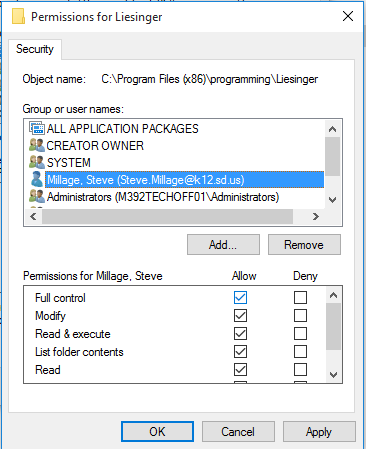 Permissions for Liesinger
Security
Object name: C:\Program Files (x86)\programming\Liesinger
Group or user names:
ALL APPLICATION PACKAGES
CREATOR OWNER
SYSTEM
Millage, Steve (Steve.Millage@k12.sd.us)
Administrators (M392TECHOFF01\Administrators)
Add... Remove
Permissions for Millage, Steve Allow Deny
Full control
Modify
Read & execute
List folder contents
Read
OK Cancel Apply